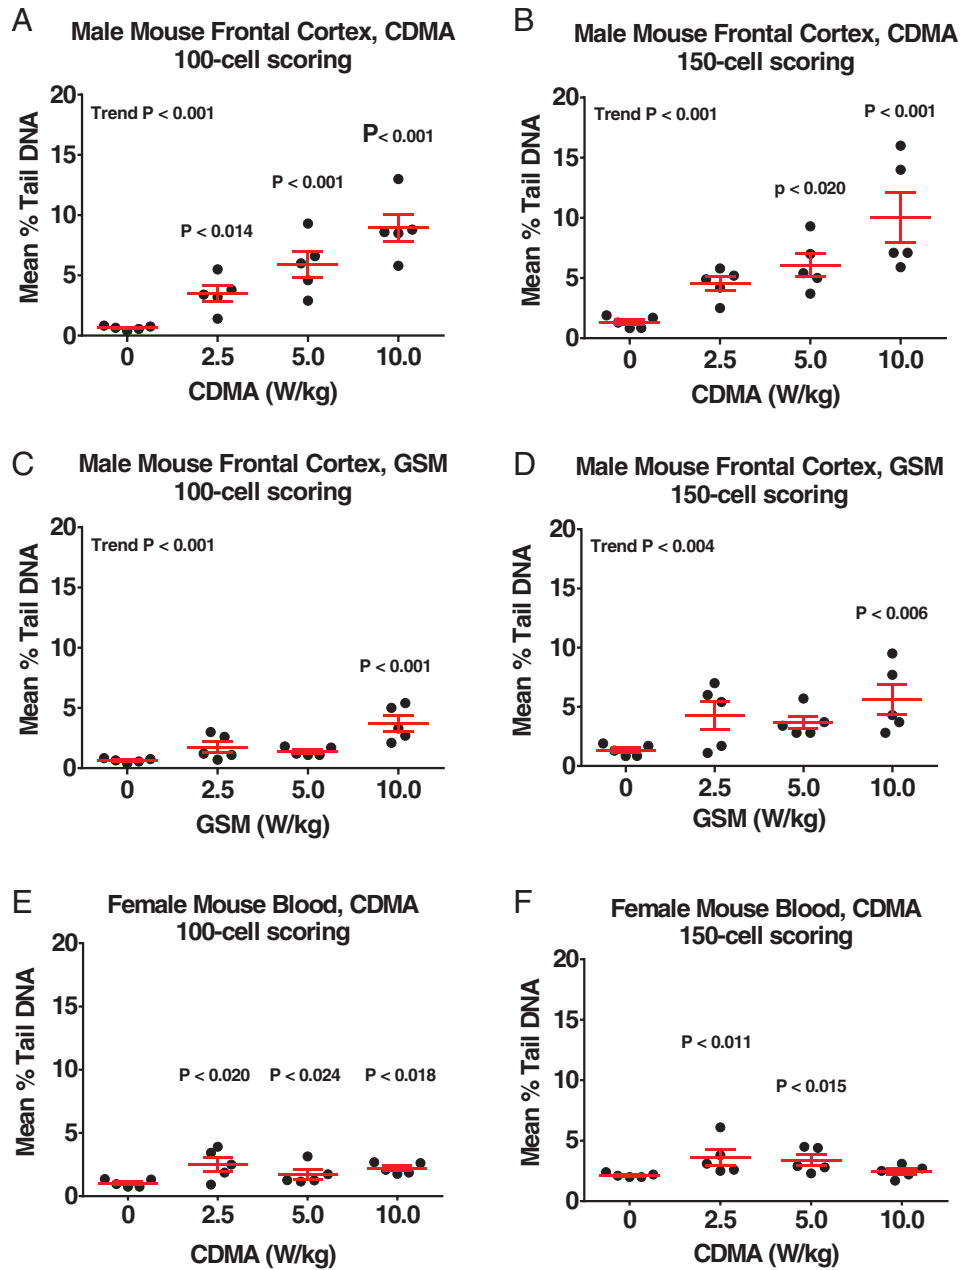 A
Male Mouse Frontal Cortex, CDMA
100-cell scoring
Mean % Tail DNA
20
15
10
5
0
Trend P < 0.001
P < 0.014
P < 0.001
P < 0.001
0 2.5 5.0 10.0
CDMA (W/kg)
B
Male Mouse Frontal Cortex, CDMA
150-cell scoring
Mean % Tail DNA
20
15
10
5
0
Trend P < 0.001
p < 0.020
P < 0.001
0 2.5 5.0 10.0
CDMA (W/kg)
C
Male Mouse Frontal Cortex, GSM
100-cell scoring
Mean % Tail DNA
20
15
10
5
0
Trend P < 0.001
P < 0.001
0 2.5 5.0 10.0
GSM (W/kg)
D
Male Mouse Frontal Cortex, GSM
150-cell scoring
Mean % Tail DNA
20
15
10
5
0
Trend P < 0.004
P < 0.006
0 2.5 5.0 10.0
GSM (W/kg)
E
Female Mouse Blood, CDMA
100-cell scoring
Mean % Tail DNA
20
15
10
5
0
P < 0.020
P < 0.024
P < 0.018
0 2.5 5.0 10.0
CDMA (W/kg)
F
Female Mouse Blood, CDMA
150-cell scoring
Mean % Tail DNA
20
15
10
5
0
P < 0.011
P < 0.015
0 2.5 5.0 10.0
CDMA (W/kg)